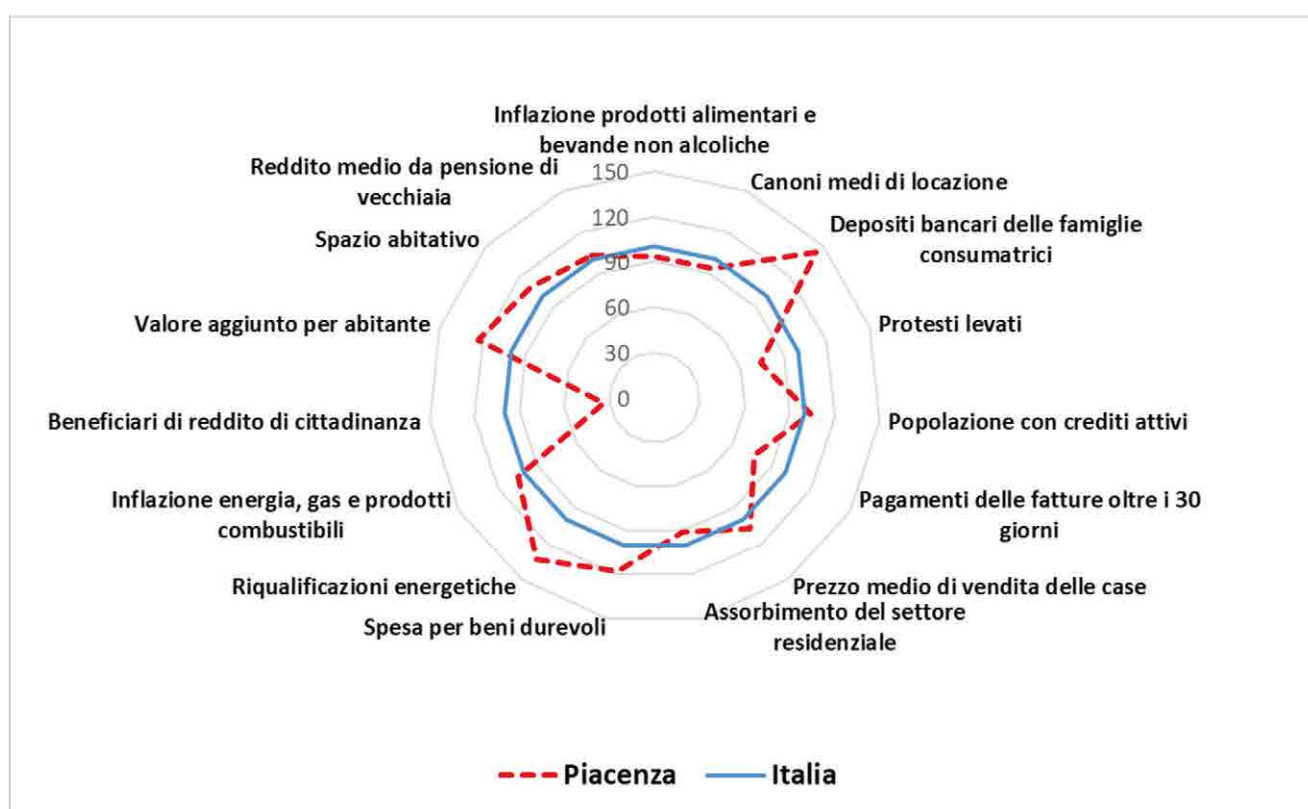 Inflazione prodotti alimentari e
bevande non alcoliche
Reddito medio da pensione di
vecchiaia
Canoni medi di locazione
Depositi bancari delle famiglie
consumatrici
Spazio abitativo
Valore aggiunto per abitante
Protesti levati
Beneficiari di reddito di cittadinanza
Popolazione con crediti attivi
Inflazione energia, gas e prodotti
combustibili
Pagamenti delle fatture oltre i 30
giorni
Riqualificazioni energetiche
Prezzo medio di vendita delle case
Spesa per beni durevoli
Assorbimento del settore
residenziale
150
120
90
60
30
0
Piacenza
Italia